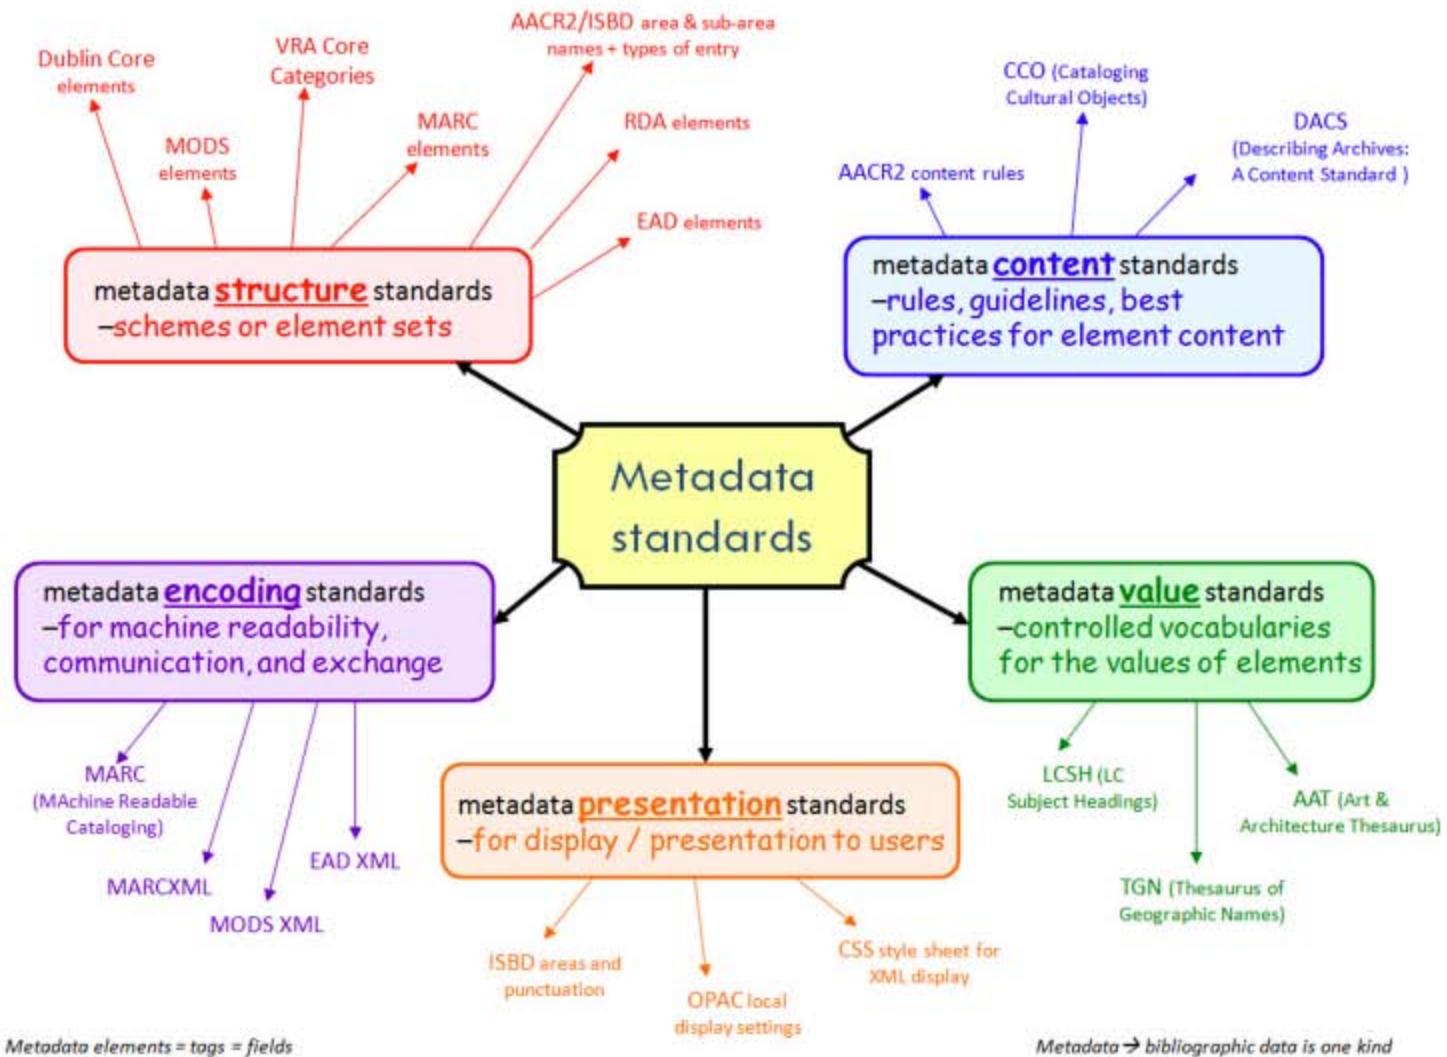 Dublin Core
elements
MODS
elements
VRA Core
Categories
MARC
elements
AACR2/ISBD area & sub-area
names + types of entry
RDA elements
EAD elements
metadata structure standards
–schemes or element sets
AACR2 content rules
CCO (Cataloging
Cultural Objects)
DACS
(Describing Archives:
A Content Standard )
metadata content standards
–rules, guidelines, best
practices for element content
Metadata
standards
metadata encoding standards
–for machine readability,
communication, and exchange
MARC
(MAchine Readable
Cataloging)
MARCXML
MODS XML
EAD XML
metadata presentation standards
–for display / presentation to users
ISBD areas and
punctuation
OPAC local
display settings
CSS style sheet for
XML display
metadata value standards
–controlled vocabularies
for the values of elements
LCSH (LC
Subject Headings)
TGN (Thesaurus of
Geographic Names)
AAT (Art &
Architecture Thesaurus)
Metadata elements = tags = fields
Metadata → bibliographic data is one kind